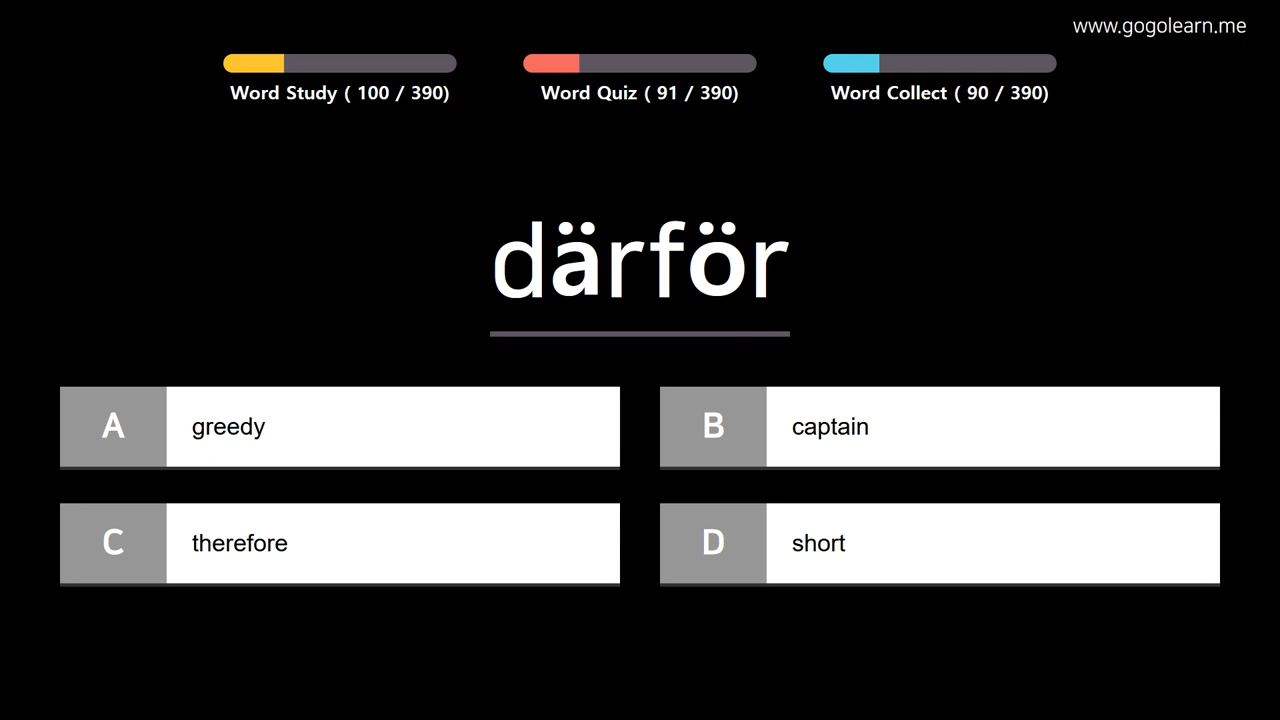 www.gogolearn.me
Word Study ( 100 / 390)
Word Quiz ( 91 / 390)
Word Collect ( 90 / 390)
därför
A greedy
B captain
C therefore
D short